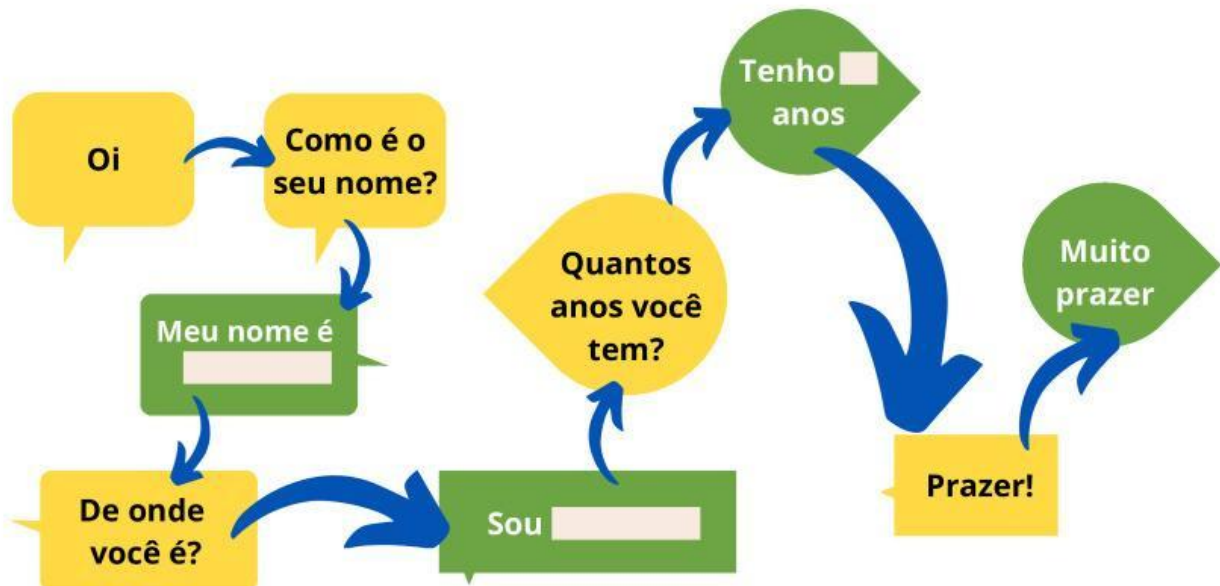 Oi
Como é o
seu nome?
Meu nome é
De onde
você é?
Sou
Quantos
anos você
tem?
Tenho
anos
Prazer!
Muito
prazer